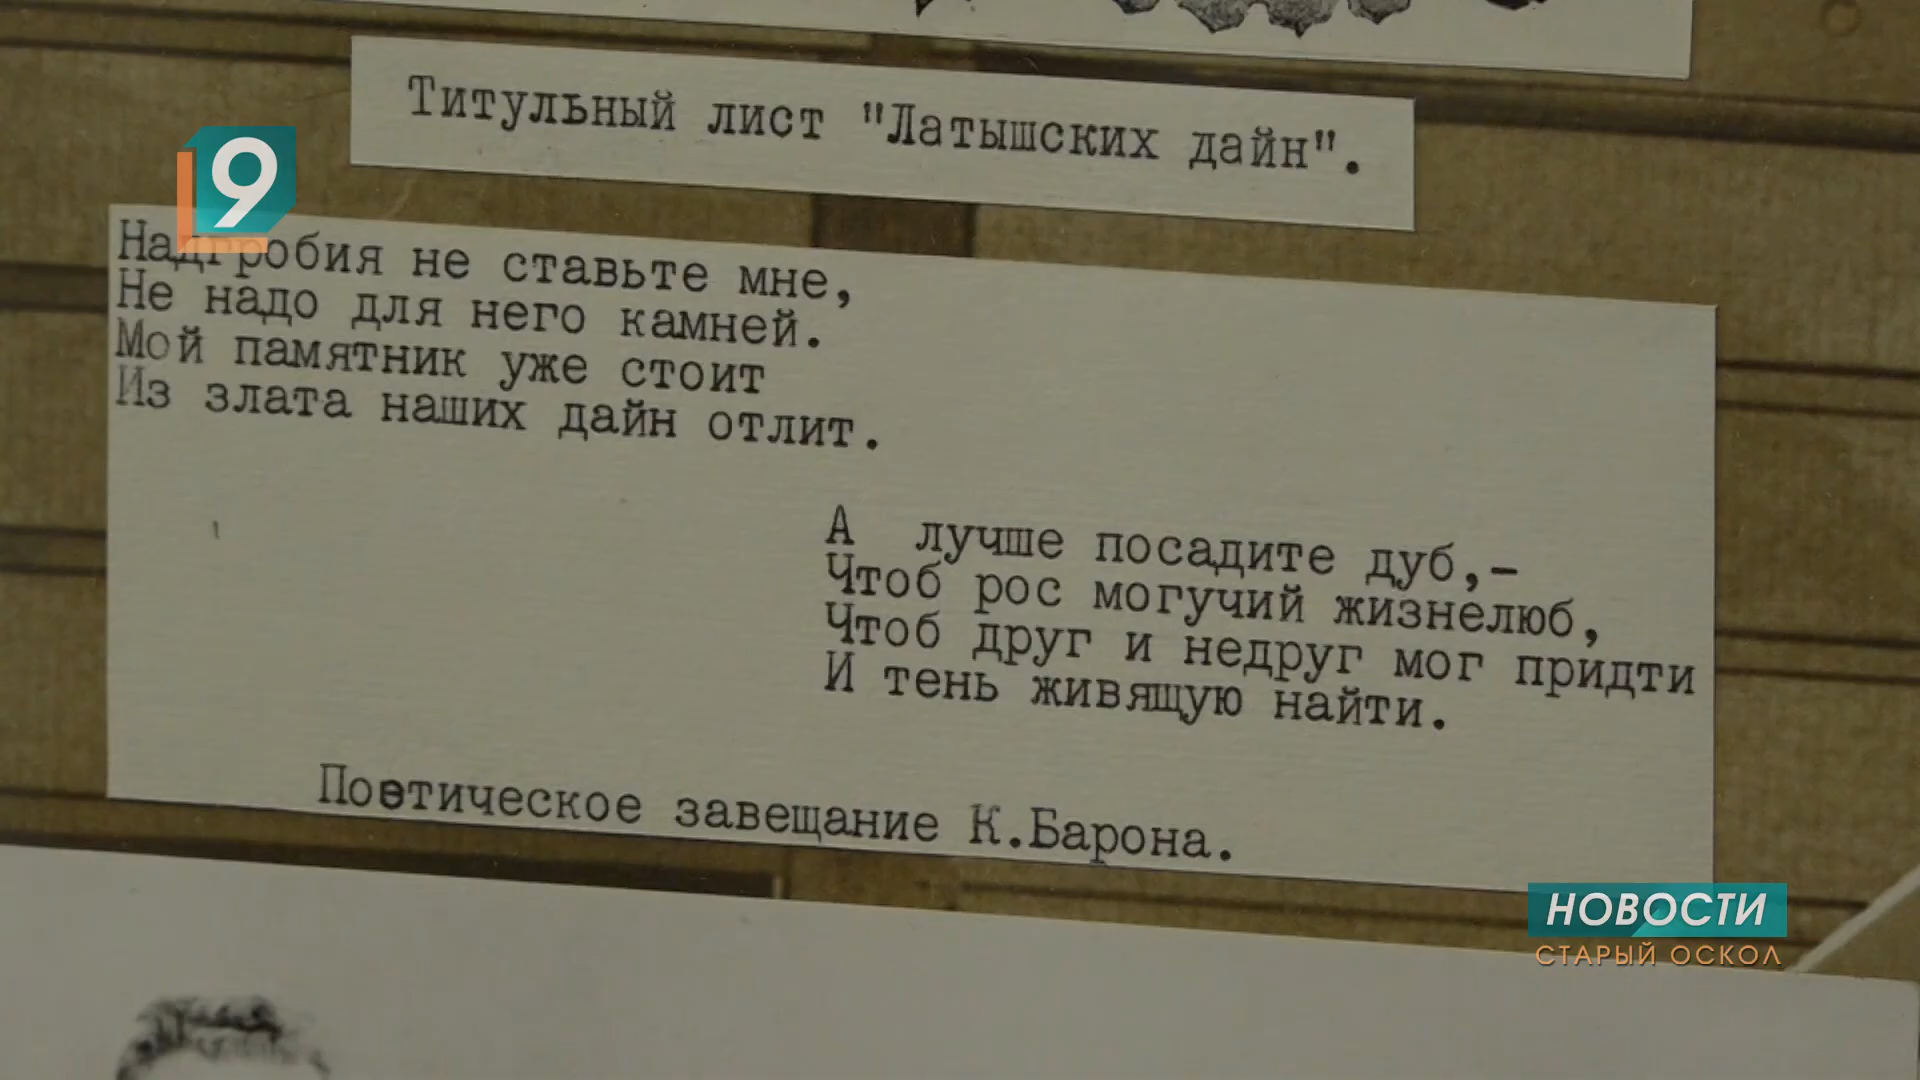 Титульный лист "Латышских дайн".
9
Надгробия не ставьте мне,
Не надо для него камней.
Мой памятник уже стоит
Из злата наших дайн отлит.
А лучше посадите дуб,-
Чтоб рос могучий жизнелюб,
Чтоб друг и недруг мог придти
И тень живящую найти.
Поэтическое завещание К.Барона.
НОВОСТИ
СТАРЫЙ ОСКОЛ